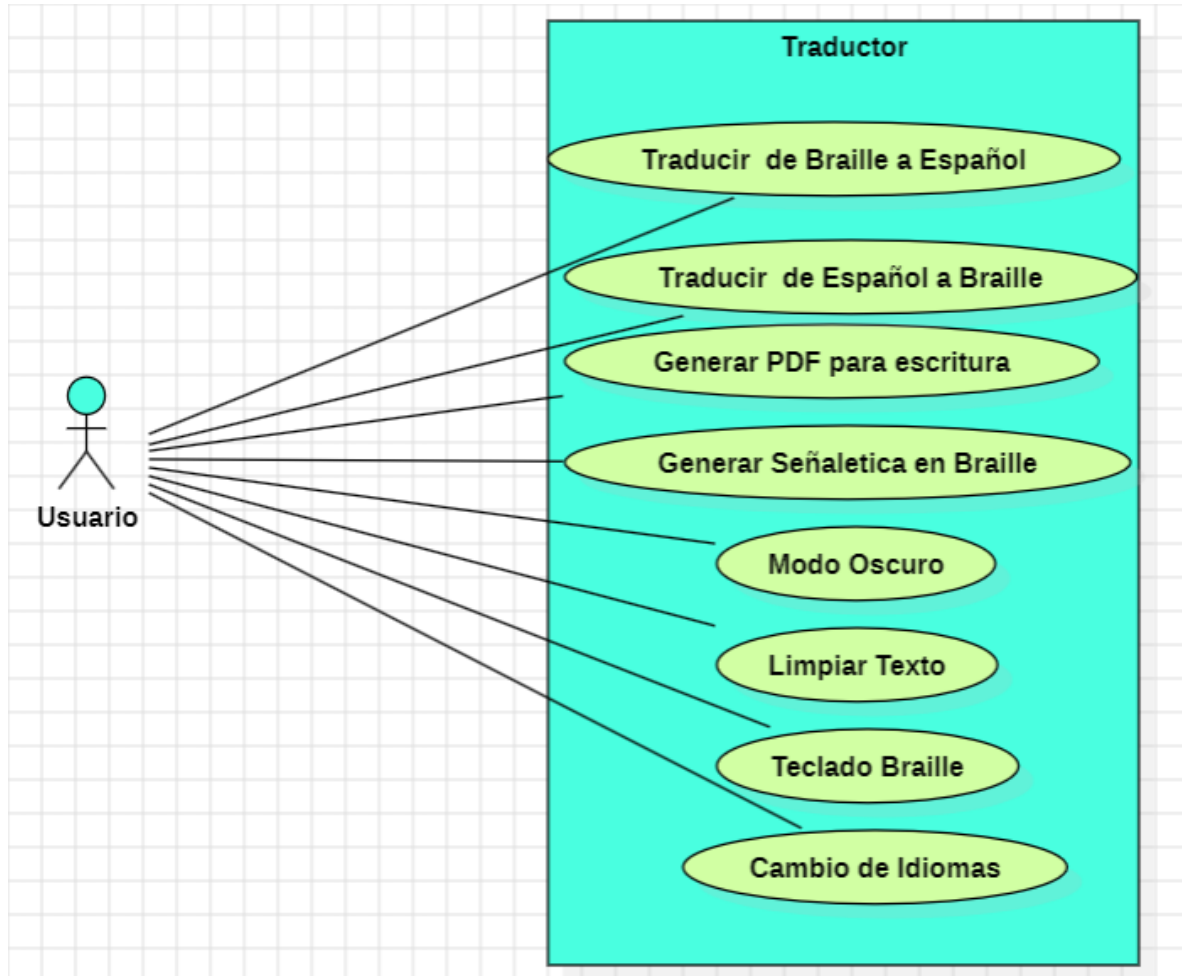 Traductor
Traducir  de Braille a Español
Traducir  de Español a Braille
Generar PDF para escritura
Generar Señaletica en Braille
Modo Oscuro
Usuario
Limpiar Texto
Teclado Braille
Cambio de Idiomas